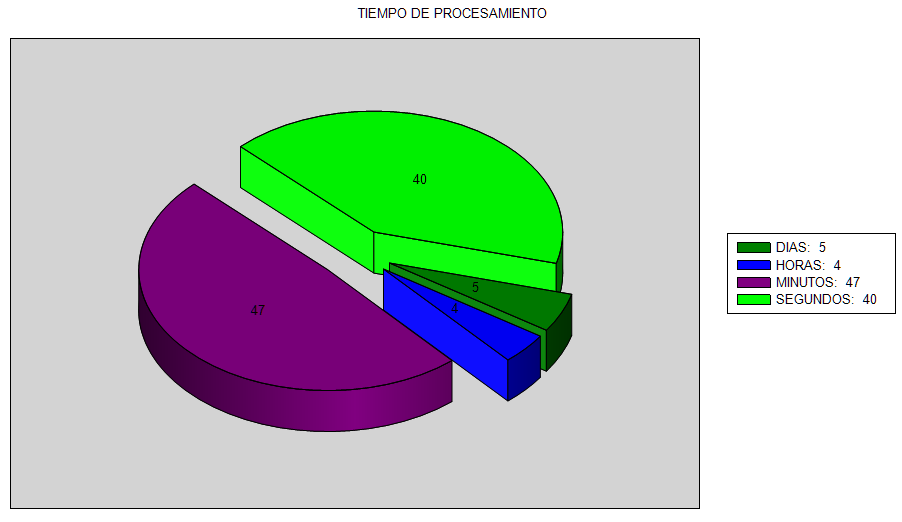 TIEMPO DE PROCESAMIENTO
40
5
4
47
DIAS: 5
HORAS: 4
MINUTOS: 47
SEGUNDOS: 40